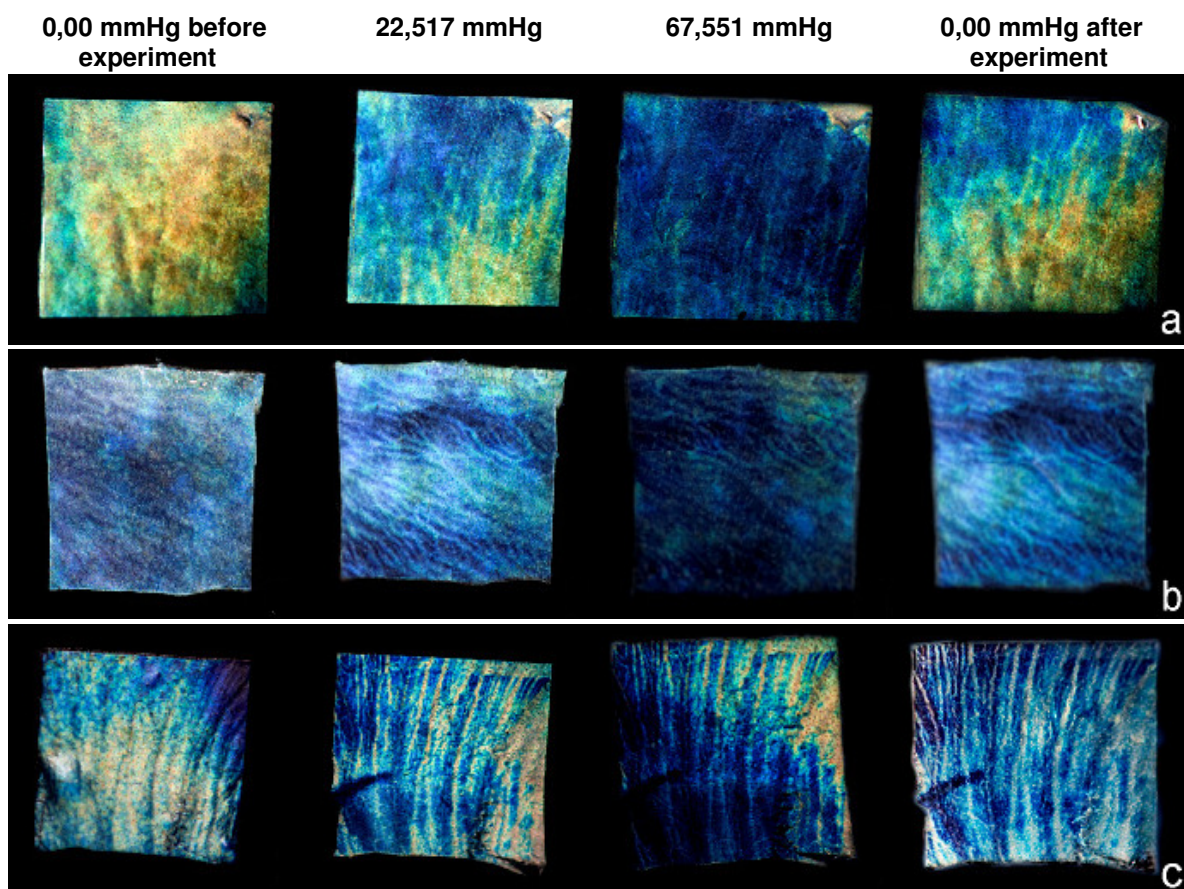 0,00 mmHg before
experiment
22,517 mmHg
67,551 mmHg
0,00 mmHg after
experiment
a
b
c